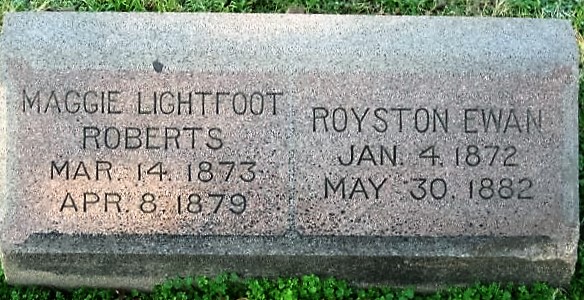 MAGGIE LIGHTFOOT
ROBERTS
MAR. 14. 1873
APR. 8. 1879
ROYSTON EWAN
JAN. 4. 1872
MAY 30. 1882